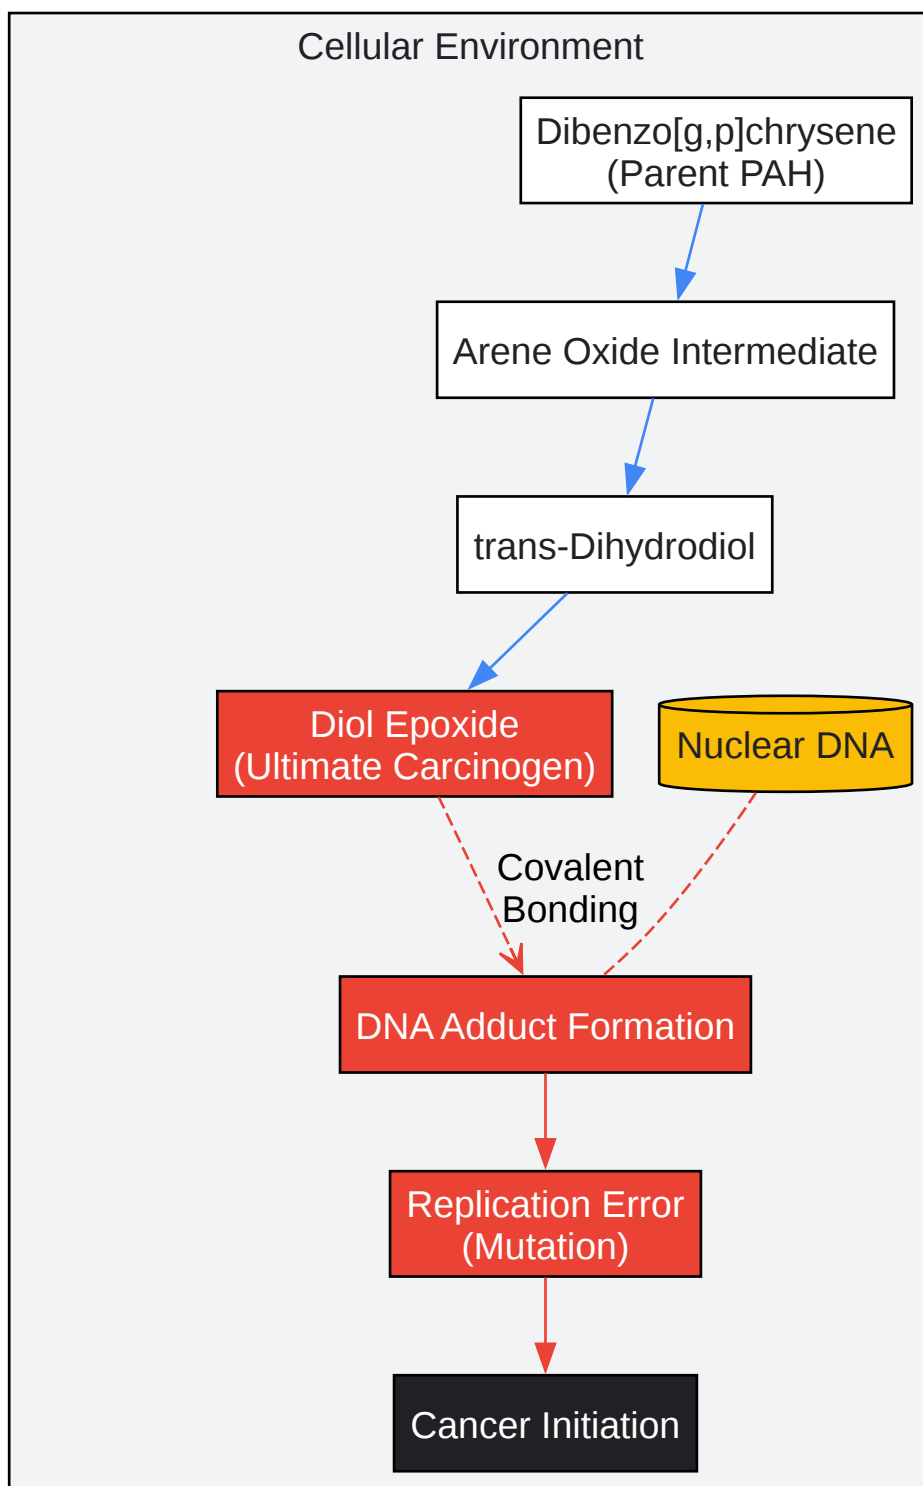 Cellular Environment
Dibenzo[g,p]chrysene
(Parent PAH)
Arene Oxide Intermediate
trans-Dihydrodiol
Diol Epoxide
(Ultimate Carcinogen)
Nuclear DNA
Covalent
Bonding
DNA Adduct Formation
Replication Error
(Mutation)
Cancer Initiation